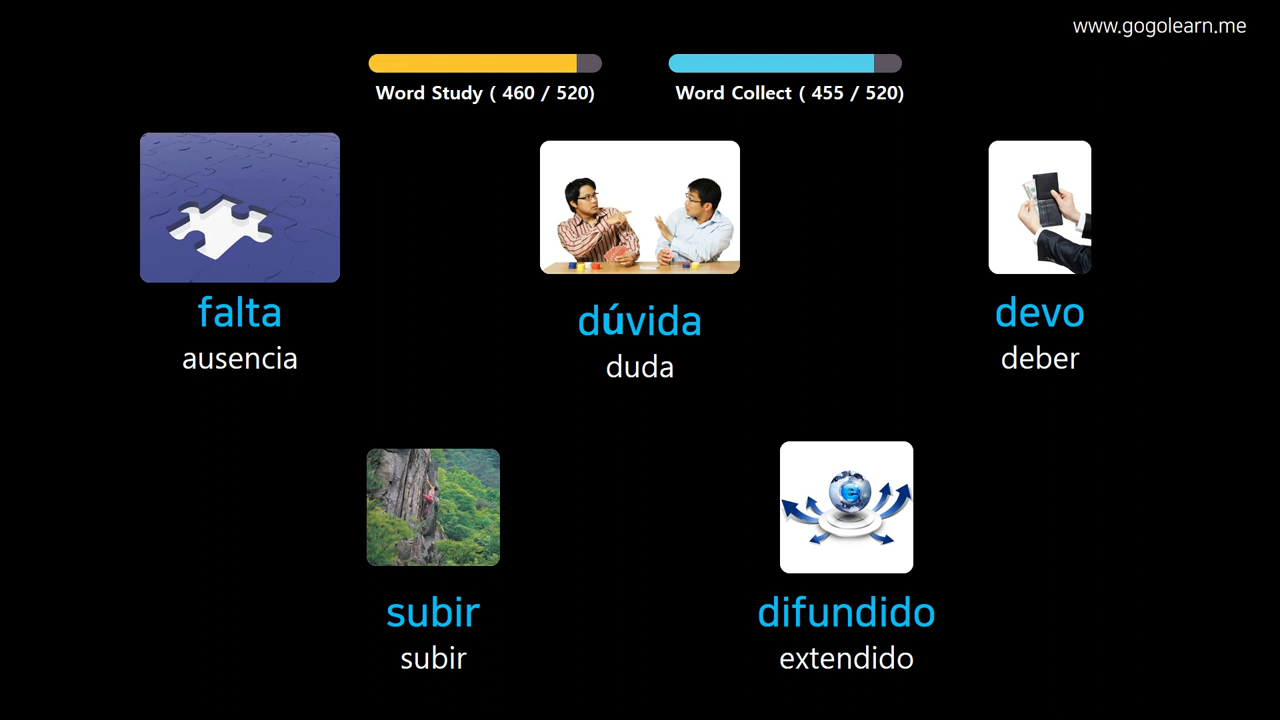 www.gogolearn.me
Word Study ( 460 / 520)
Word Collect ( 455 / 520)
falta
ausencia
dúvida
duda
devo
deber
subir
subir
difundido
extendido